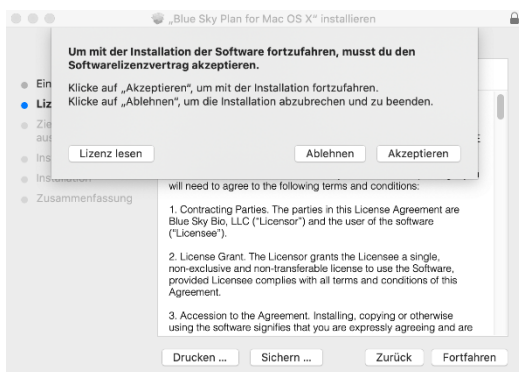 „Blue Sky Plan for Mac OS X“ installieren
Um mit der Installation der Software fortzufahren, musst du den
Softwarelizenzvertrag akzeptieren.
Klicke auf „Akzeptieren“, um mit der Installation fortzufahren.
Klicke auf „Ablehnen“, um die Installation abzubrechen und zu beenden.
Lizenz lesen
Ablehnen
Akzeptieren
Ein
Liz
Zie
aus
Ins
Installation
Zusammenfassung
will need to agree to the following terms and conditions:
1. Contracting Parties. The parties in this License Agreement are
Blue Sky Bio, LLC (“Licensor”) and the user of the software
(“Licensee”).
2. License Grant. The Licensor grants the Licensee a single,
non-exclusive and non-transferable license to use the Software,
provided Licensee complies with all terms and conditions of this
Agreement.
3. Accession to the Agreement. Installing, copying or otherwise
using the software signifies that you are expressly agreeing and are
Drucken ...
Sichern ...
Zurück
Fortfahren